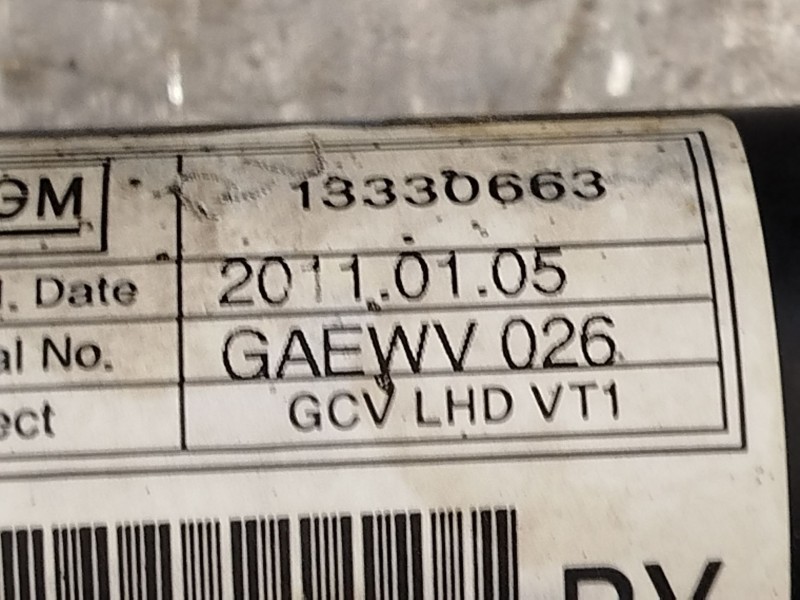 GM 13330663
. Date 2011.01.05
al No. GAEWV 026
ect GCV LHD VT1